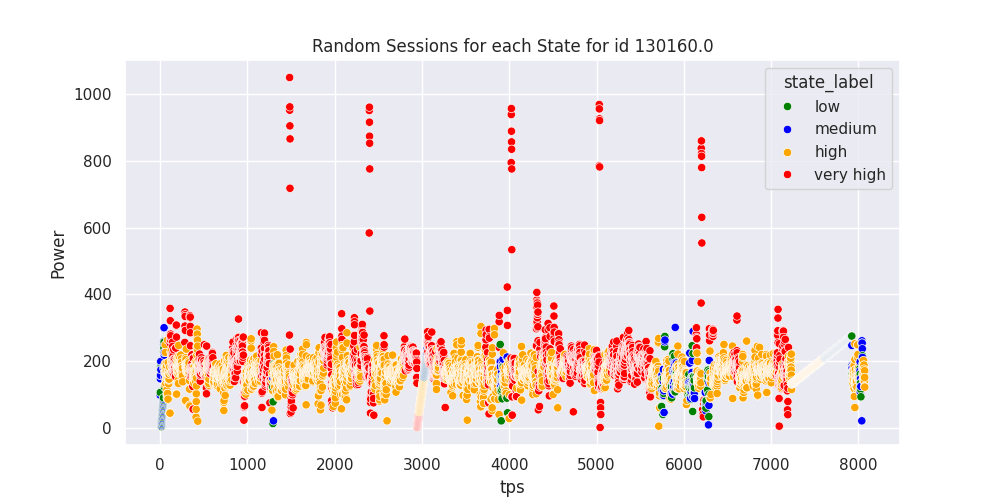 Random Sessions for each State for id 130160.0
1000
800
600
400
200
0
Power
0 1000 2000 3000 4000 5000 6000 7000 8000
tps
state_label
low
medium
high
very high